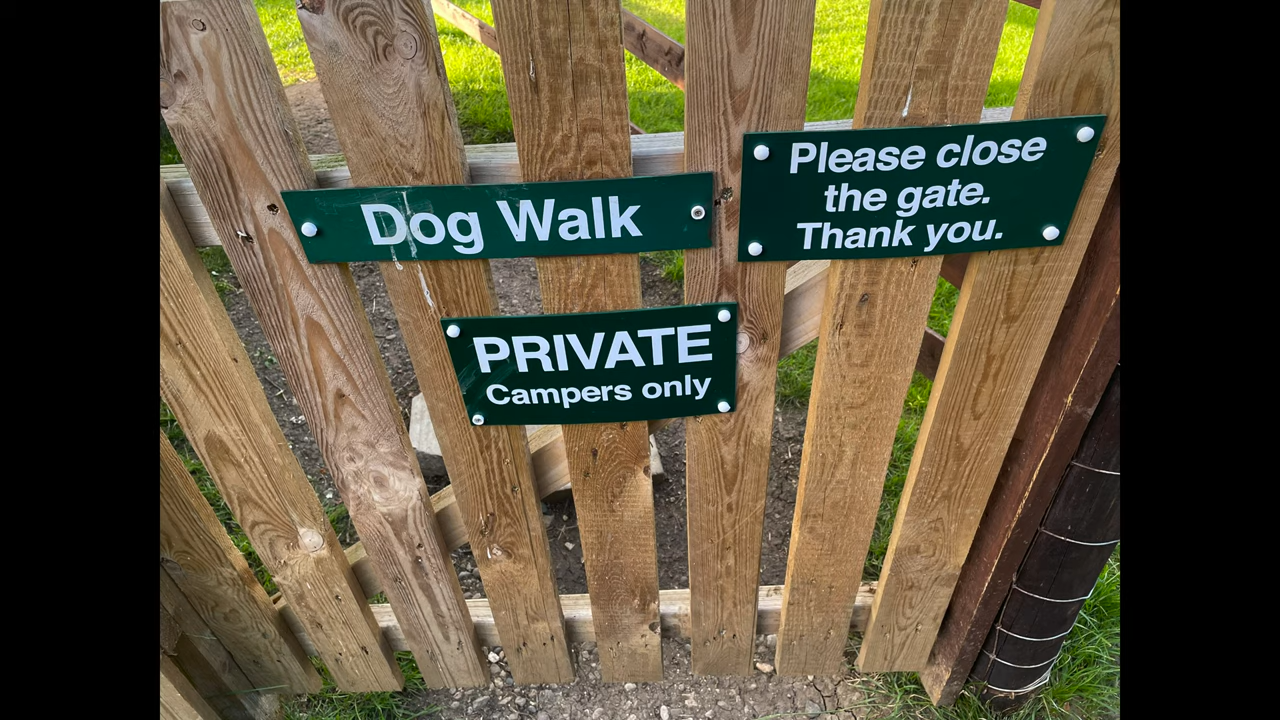 Dog Walk
Please close
the gate.
Thank you.
PRIVATE
Campers only